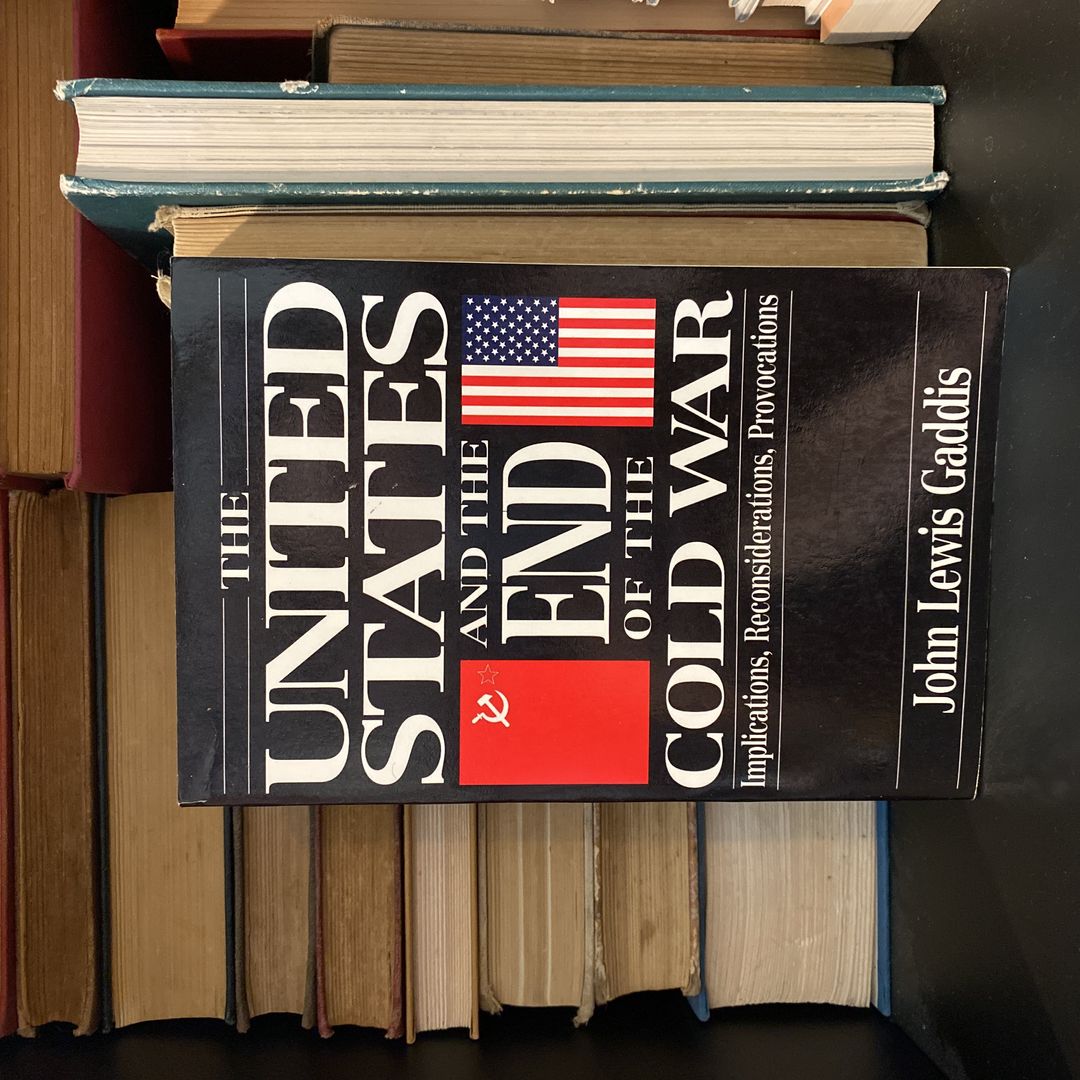 THE
UNITED
STATES
AND THE
END
OF THE
COLD WAR
Implications, Reconsiderations, Provocations
John Lewis Gaddis